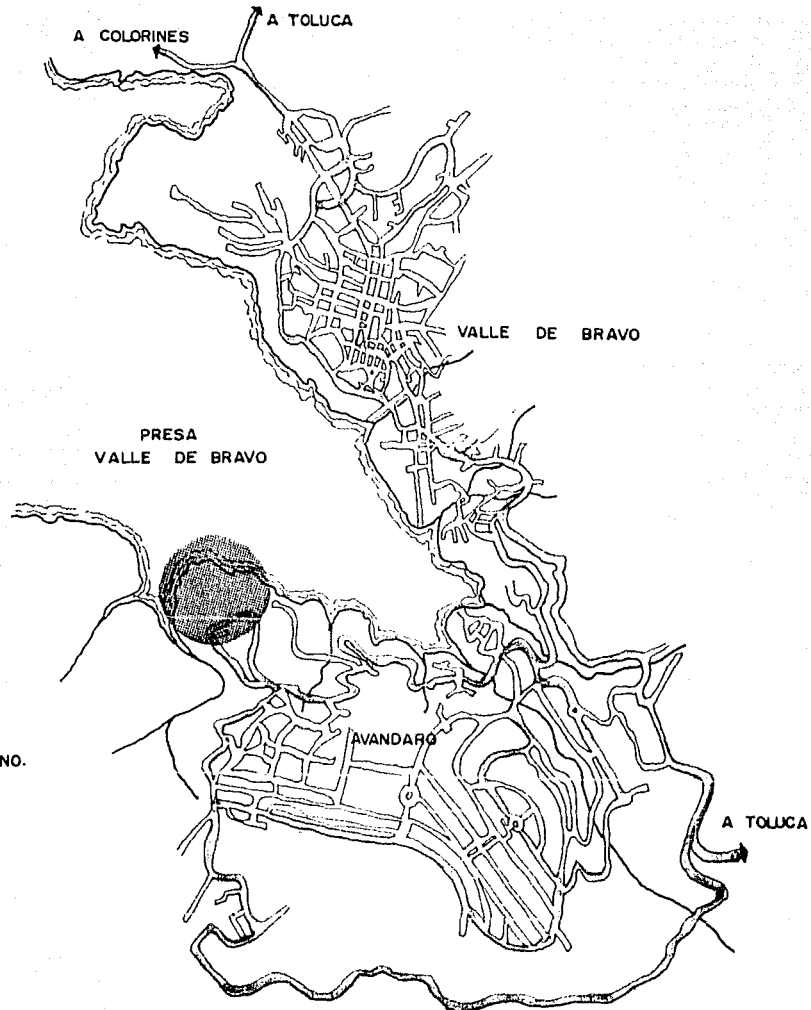 A TOLUCA
A COLORINES
VALLE DE BRAVO
PRESA
VALLE DE BRAVO
AVANDARO
NO.
A TOLUCA